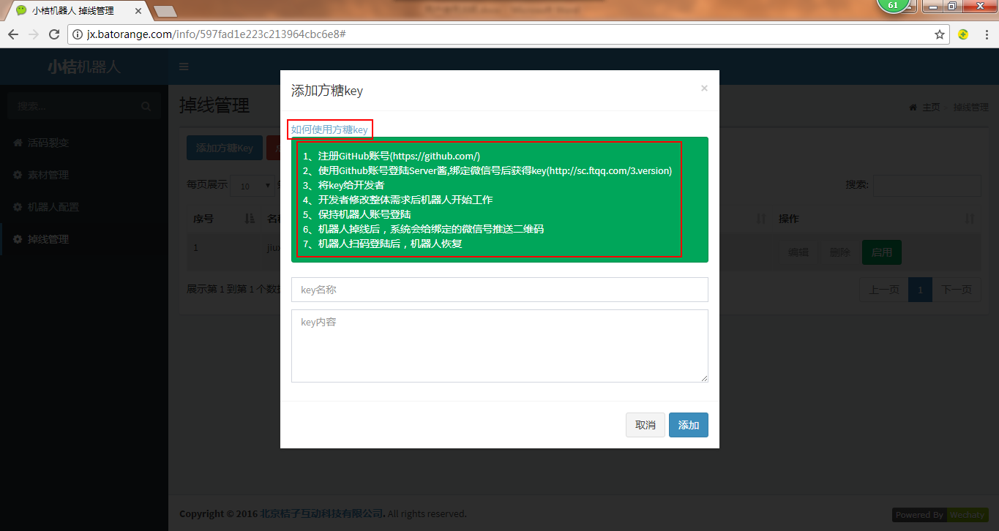 小桔机器人 掉线管理
61
jx.batorange.com/info/597fad1e223c213964cbc6e8#
小桔机器人
搜索...
活码裂变
素材管理
机器人配置
掉线管理
掉线管理
主页
掉线管理
添加方糖Key
每页展示 10
搜索:
序号
操作
1
编辑 删除 启用
展示第 1 到第 1 个数据
上一页 1 下一页
添加方糖key
×
如何使用方糖key
1、注册GitHub账号(https://github.com/)
2、使用Github账号登陆Server酱,绑定微信号后获得key(http://sc.ftqq.com/3.version)
3、将key给开发者
4、开发者修改整体需求后机器人开始工作
5、保持机器人账号登陆
6、机器人掉线后，系统会给绑定的微信号推送二维码
7、机器人扫码登陆后，机器人恢复
key名称
key内容
取消 添加
Copyright © 2016 北京桔子互动科技有限公司. All rights reserved.
Powered By Wechaty